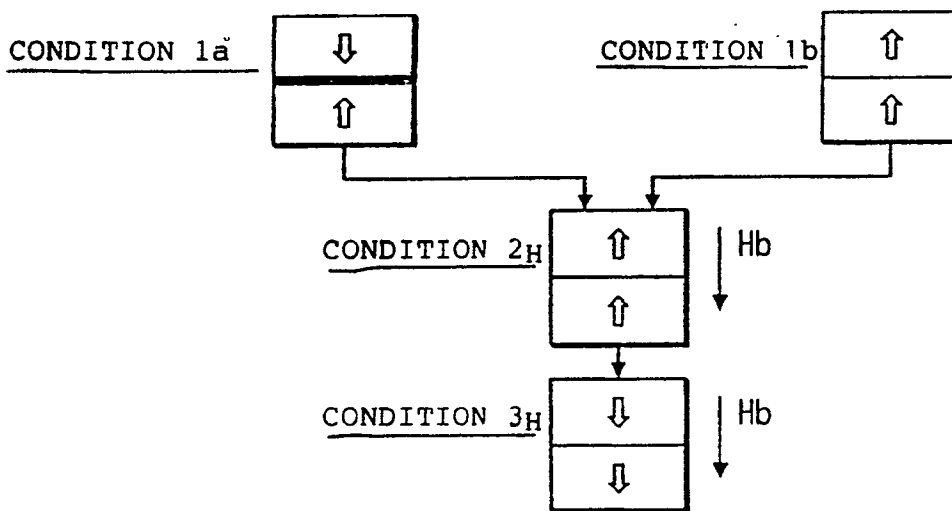 CONDITION 1a
CONDITION 1b
CONDITION 2H
Hb
CONDITION 3H
Hb